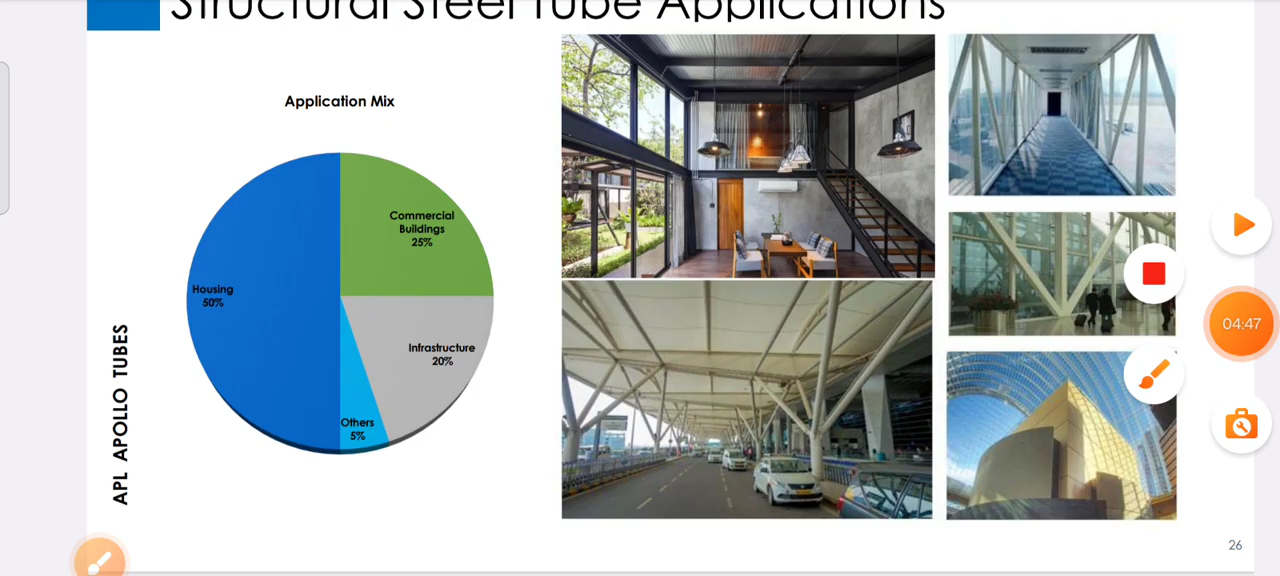 Structural Steel Tube Applications
Application Mix
Commercial
Buildings
25%
Housing
50%
Infrastructure
20%
Others
5%
APL APOLLO TUBES
04:47
26